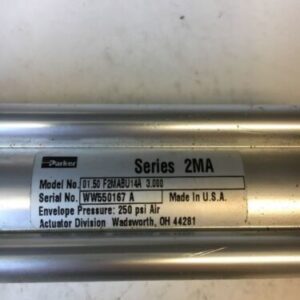 Parker
Series 2MA
Model No. 01.50 F2MABU14A 3.000
Serial No. WW550167 A Made In U.S.A.
Envelope Pressure: 250 psi Air
Actuator Division Wadsworth, OH 44281